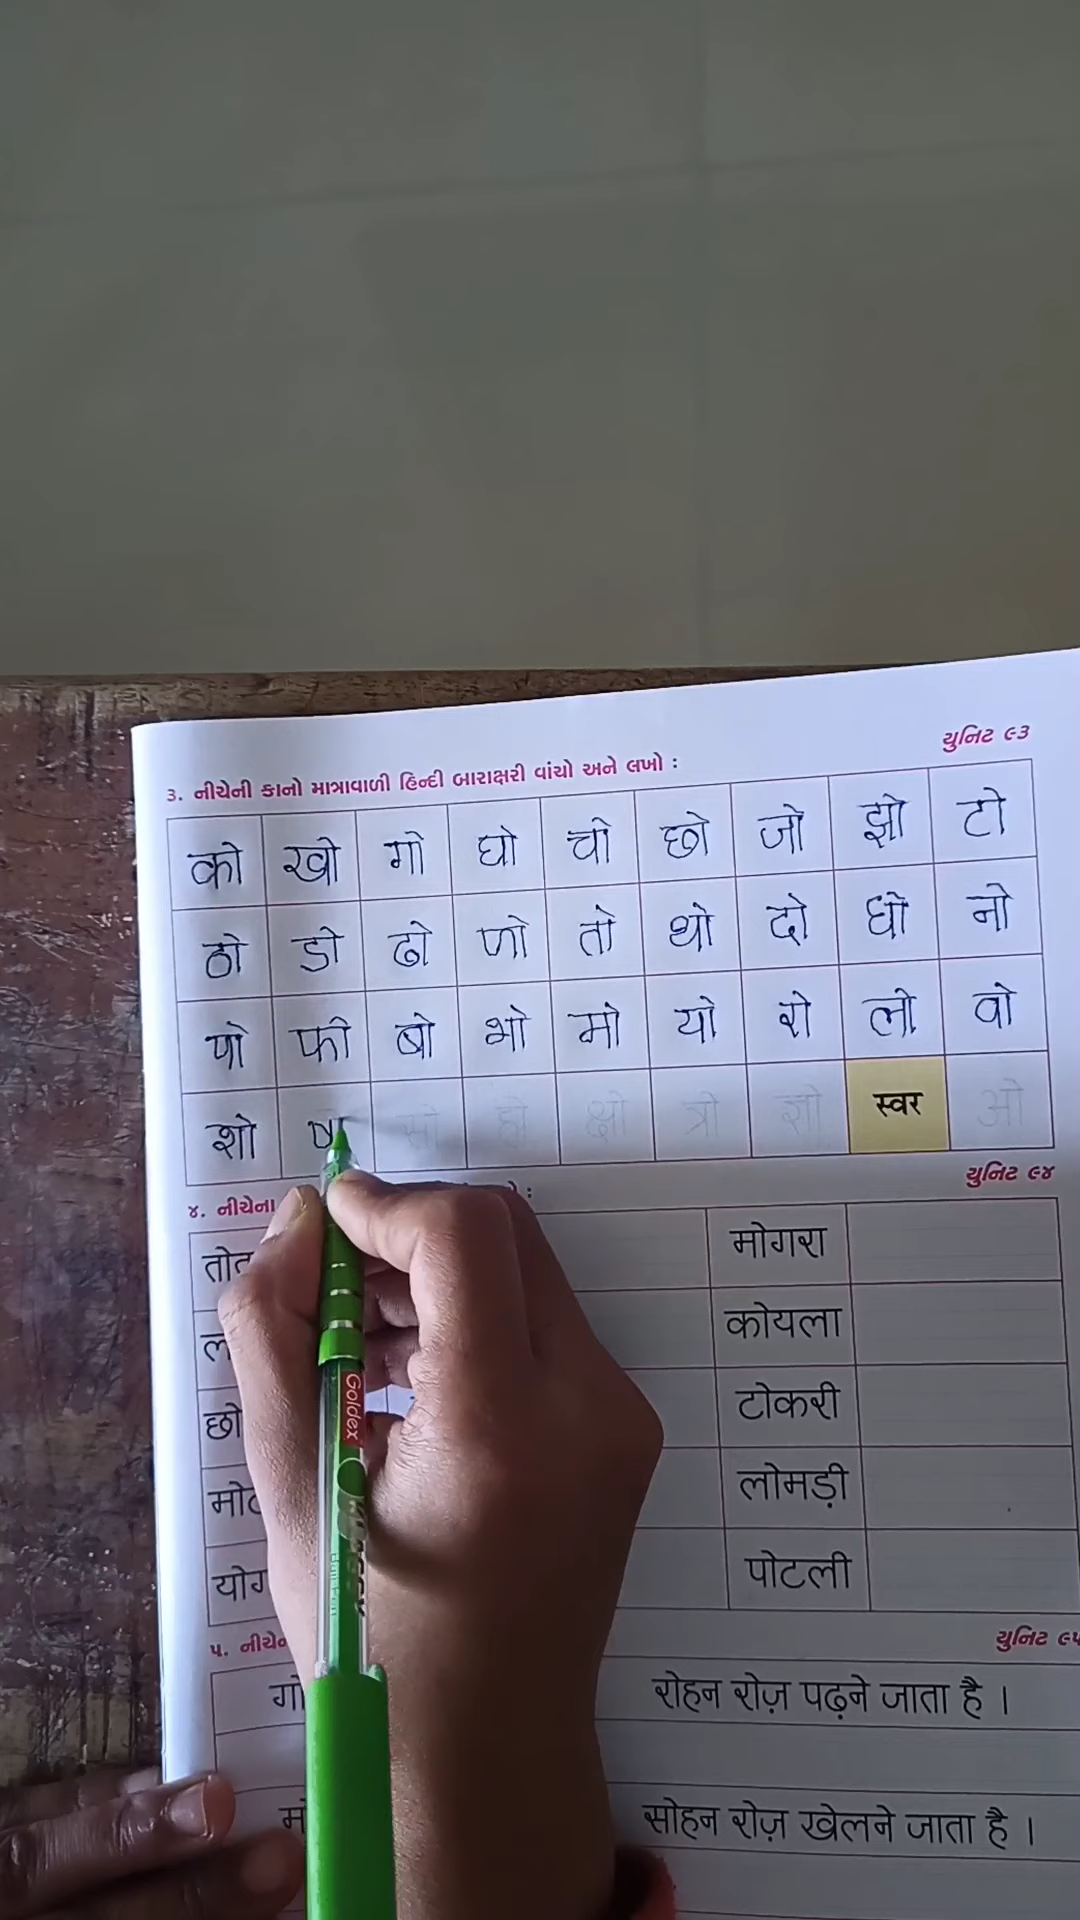 યુનિટ ૯૩
૩. નીચેની કાનો માત્રાવાળી હિન્દી બારાક્ષરી વાંચો અને લખો :
को खो गो घो चो छो जो झो टो
ठो डो ढो णो तो थो दो धो नो
पो फो बो भो मो यो रो लो वो
शो सो हो क्षो त्रो ज्ञो स्वर ओ
યુનિટ ૯૪
૪. નીચેના
मोगरा
कोयला
टोकरी
लोमड़ी
पोटली
૫.
યુનિટ ૯૫
रोहन रोज़ पढ़ने जाता है ।
सोहन रोज़ खेलने जाता है ।
Goldex